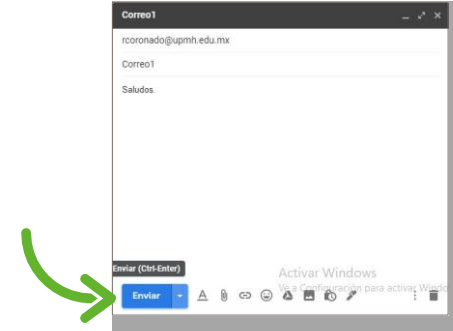 Correo1
rcoronado@upmh.edu.mx
Correo1
Saludos.
Enviar (Ctrl-Enter)
Activar Windows
Ve a Configuración para activar Windo
Enviar